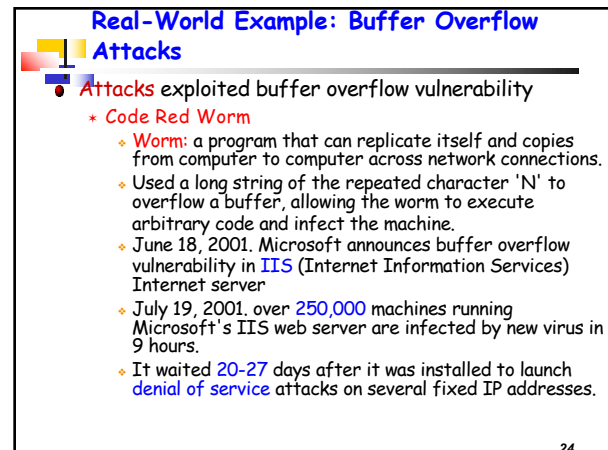 Real-World Example: Buffer Overflow
Attacks
Attacks exploited buffer overflow vulnerability
Code Red Worm
Worm: a program that can replicate itself and copies
from computer to computer across network connections.
Used a long string of the repeated character 'N' to
overflow a buffer, allowing the worm to execute
arbitrary code and infect the machine.
June 18, 2001. Microsoft announces buffer overflow
vulnerability in IIS (Internet Information Services)
Internet server
July 19, 2001. over 250,000 machines running
Microsoft's IIS web server are infected by new virus in
9 hours.
It waited 20-27 days after it was installed to launch
denial of service attacks on several fixed IP addresses.
24